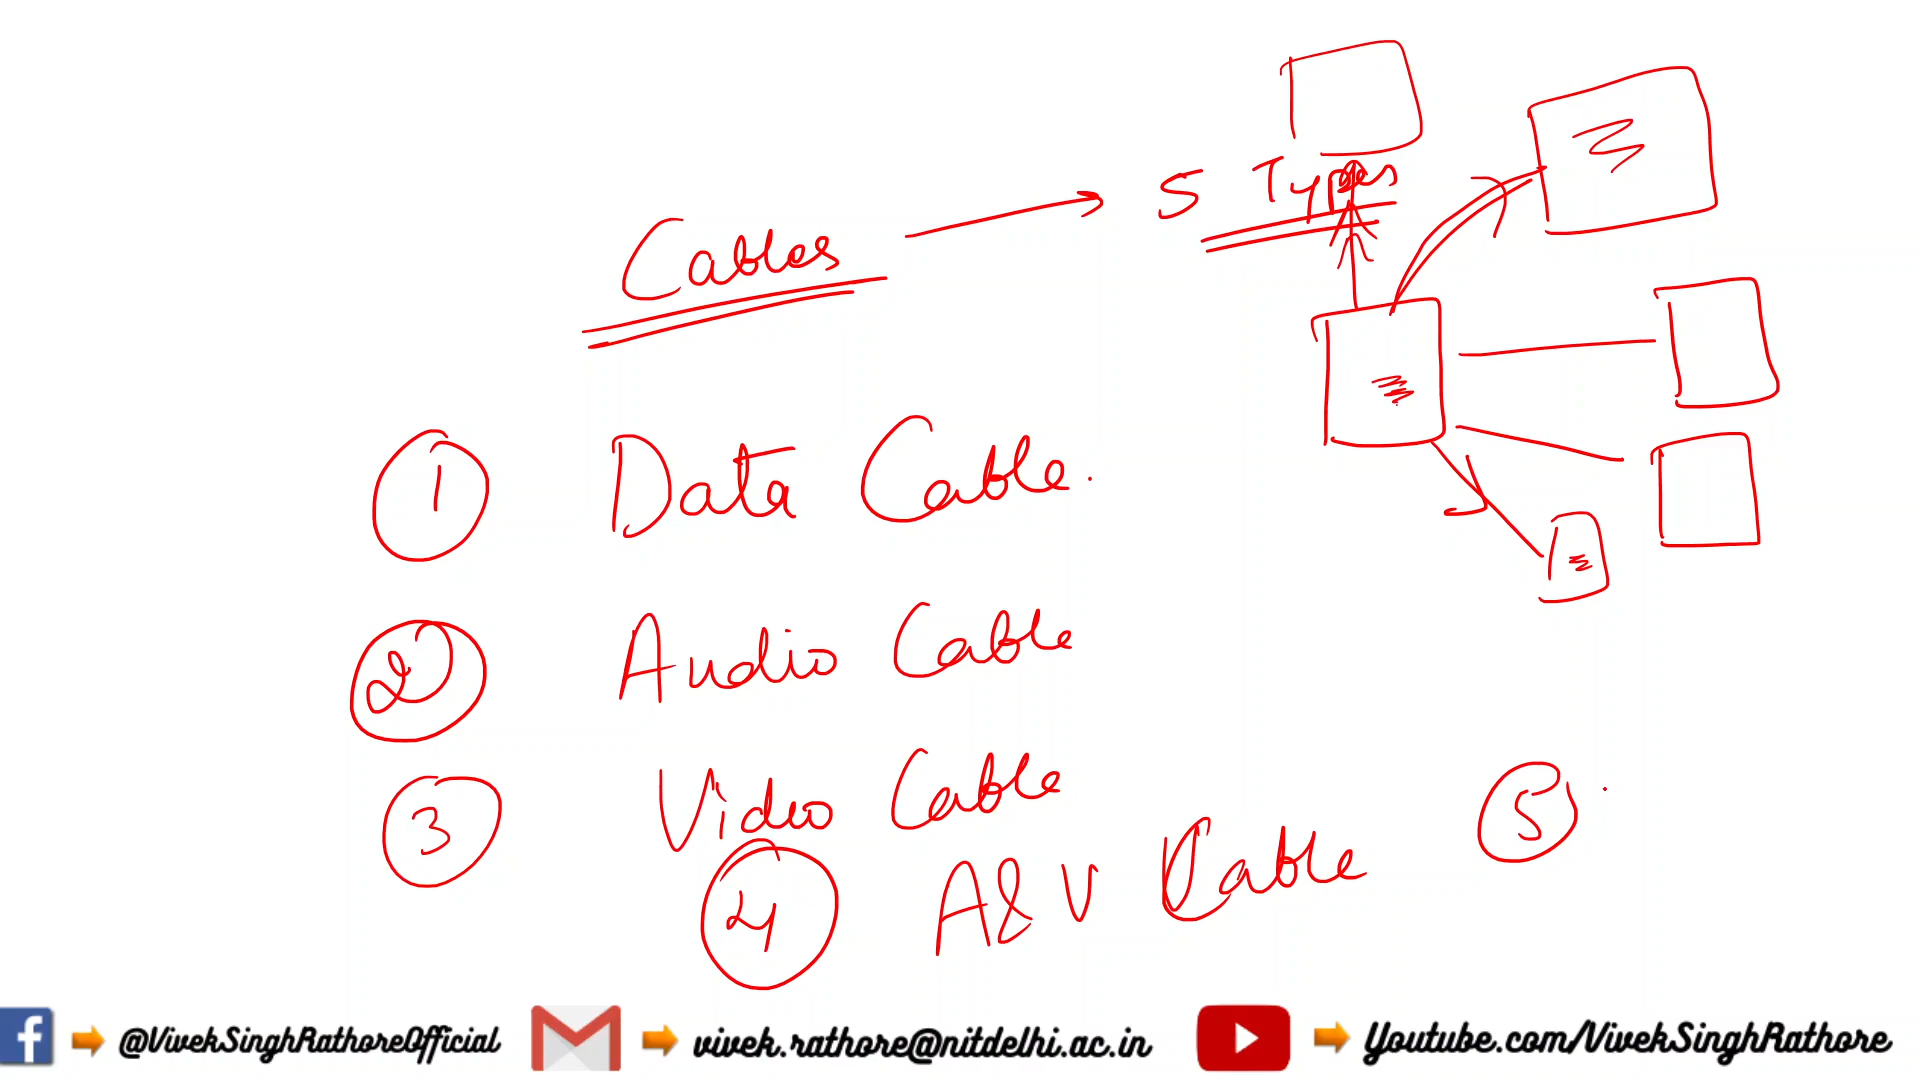 Cables
5 Types
1 Data Cable.
2 Audio Cable
3 Video Cable
4 A&V Cable
5
@VivekSinghRathoreOfficial
vivek.rathore@nitdelhi.ac.in
Youtube.com/VivekSinghRathore